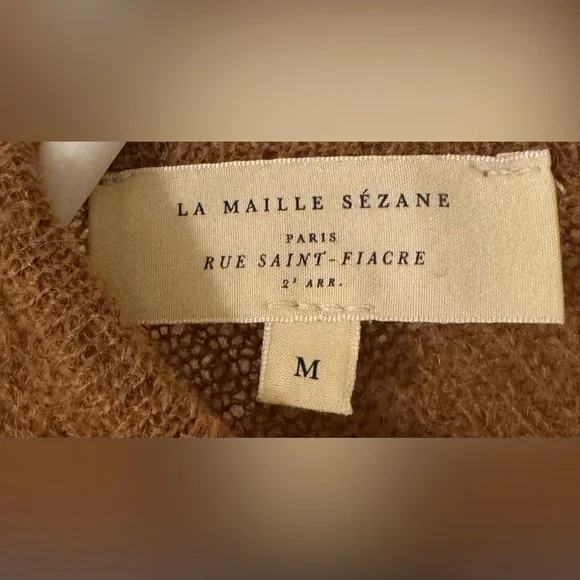 LA MAILLE SÉZANE
PARIS
RUE SAINT-FIACRE
2e ARR.
M